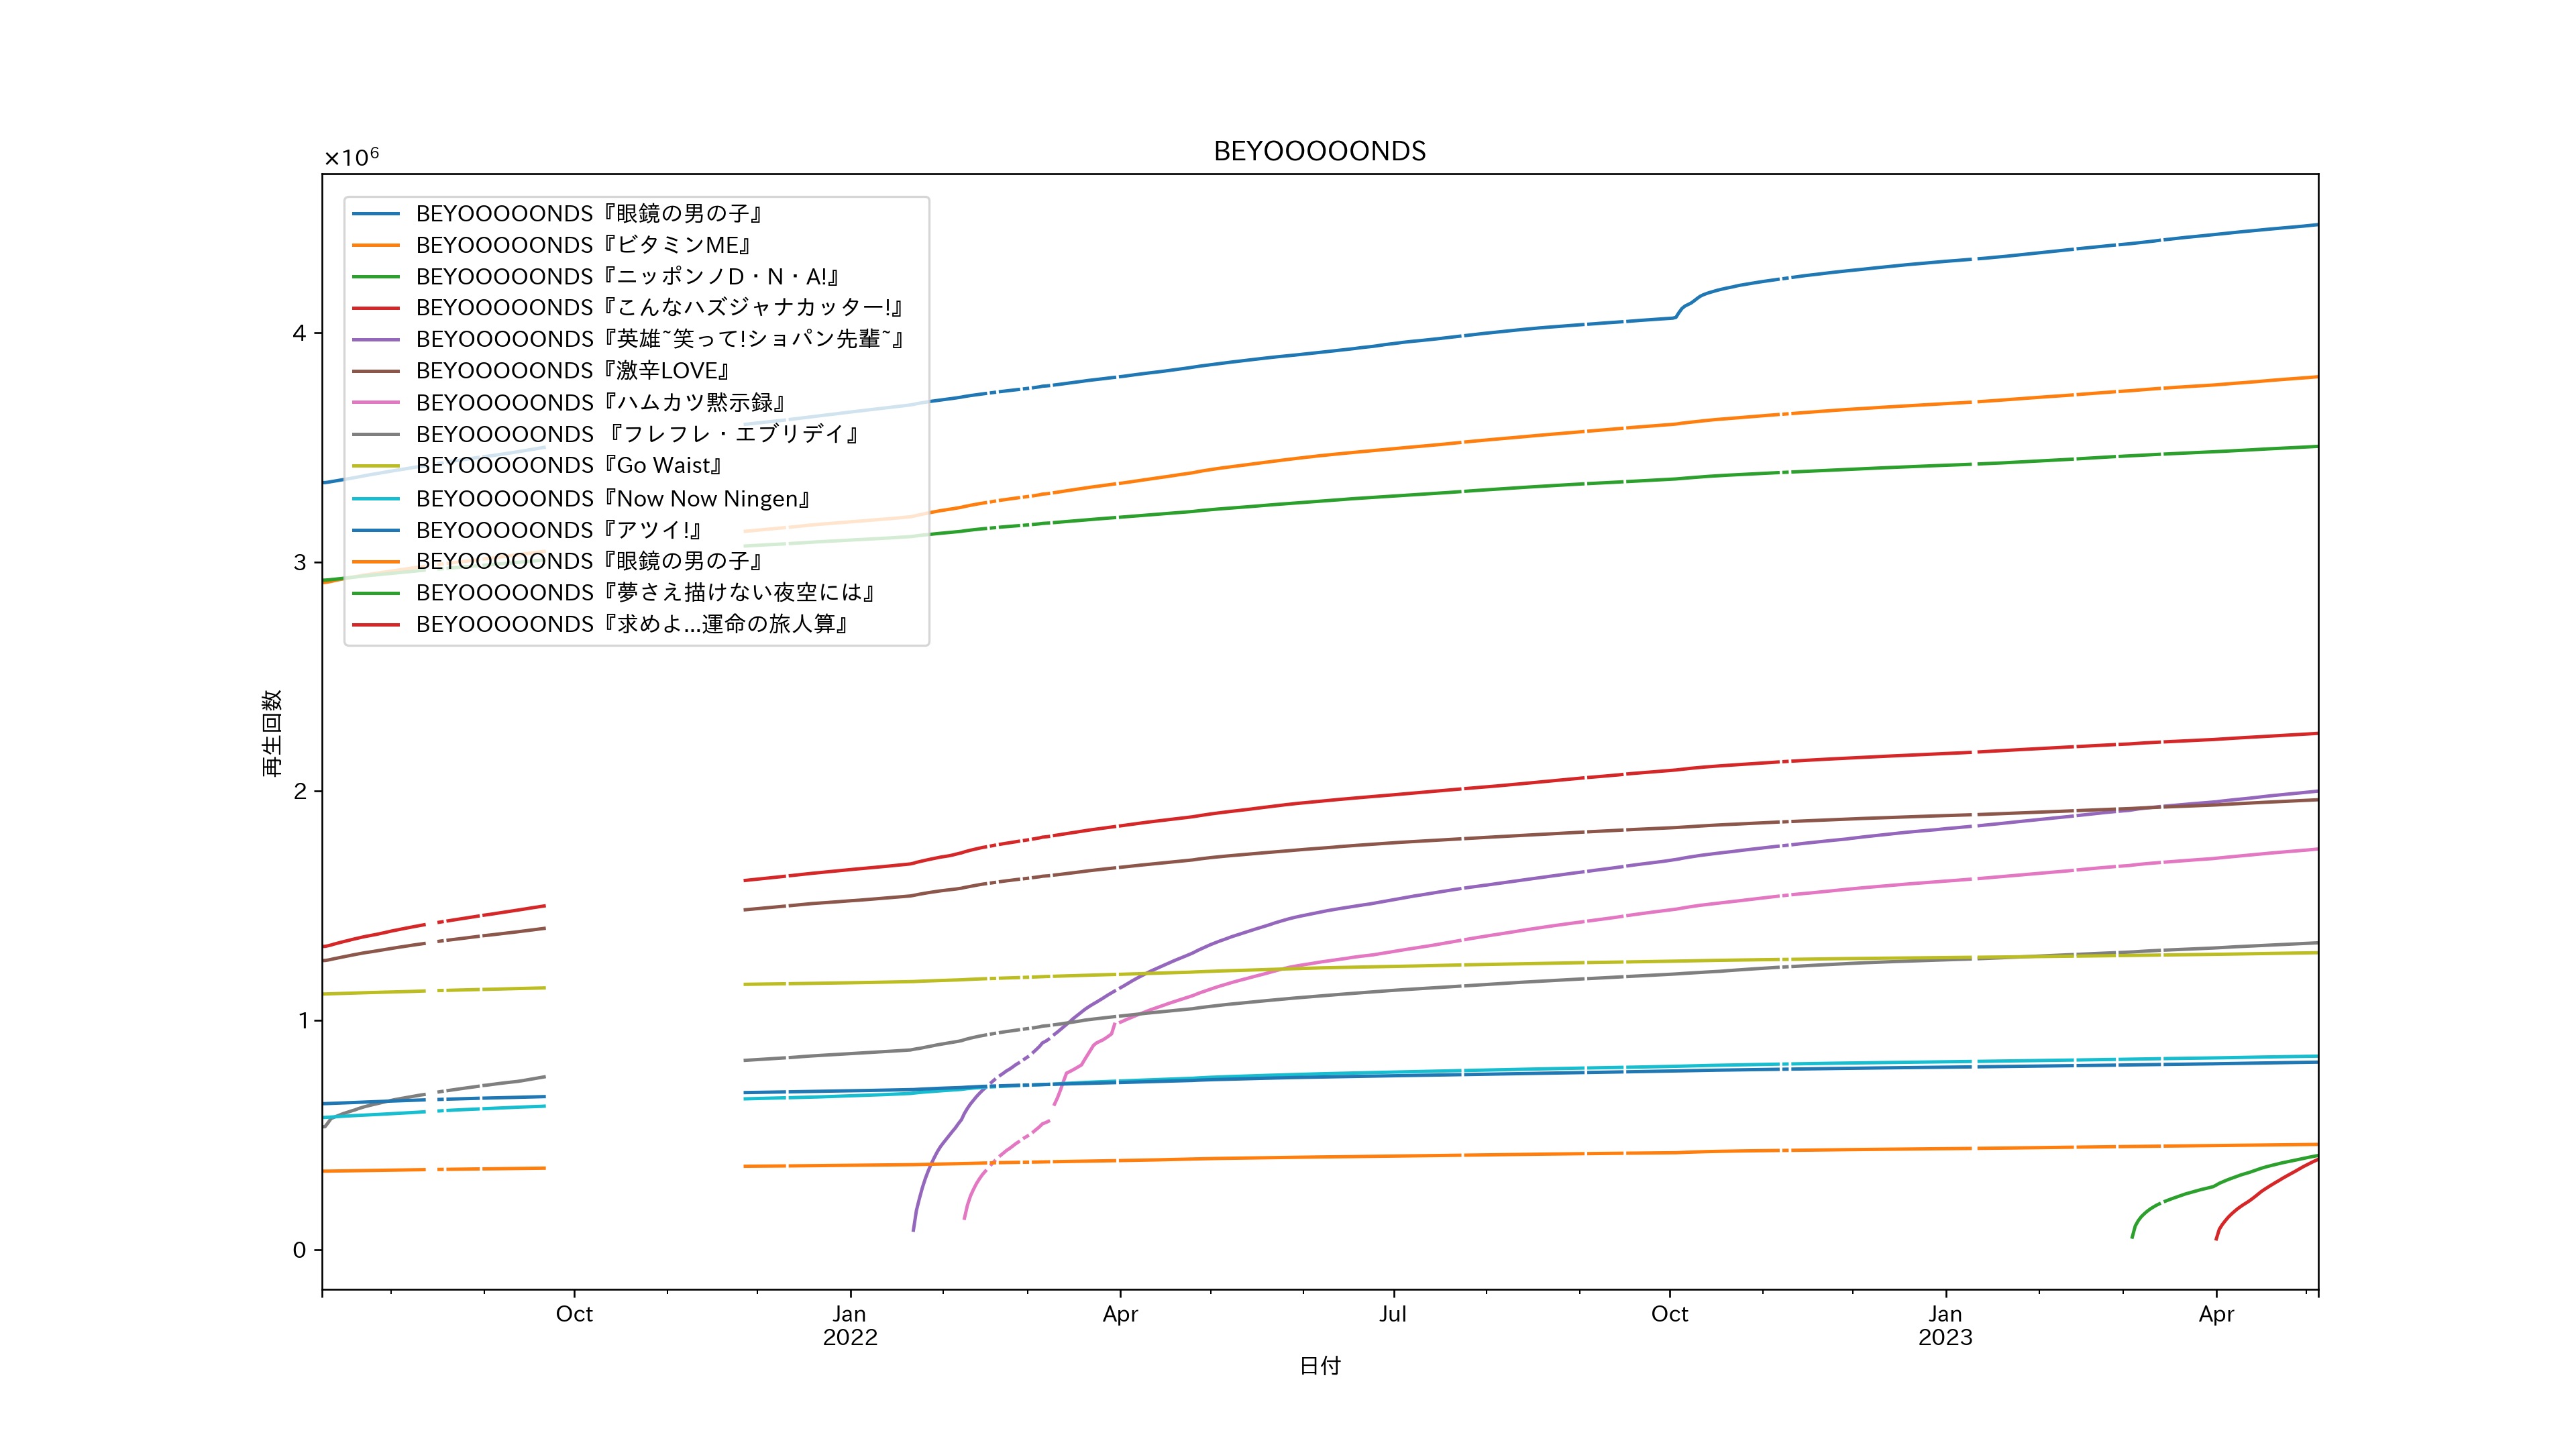 BEYOOOOONDS
×10⁶
BEYOOOOONDS『眼鏡の男の子』
BEYOOOOONDS『ビタミンME』
BEYOOOOONDS『ニッポンノD・N・A!』
BEYOOOOONDS『こんなハズジャナカッター!』
BEYOOOOONDS『英雄~笑って!ショパン先輩~』
BEYOOOOONDS『激辛LOVE』
BEYOOOOONDS『ハムカツ黙示録』
BEYOOOOONDS 『フレフレ・エブリデイ』
BEYOOOOONDS『Go Waist』
BEYOOOOONDS『Now Now Ningen』
BEYOOOOONDS『アツイ!』
BEYOOOOONDS『眼鏡の男の子』
BEYOOOOONDS『夢さえ描けない夜空には』
BEYOOOOONDS『求めよ...運命の旅人算』
4
3
2
1
0
再生回数
Oct Jan Apr Jul Oct Jan Apr
2022 2023
日付